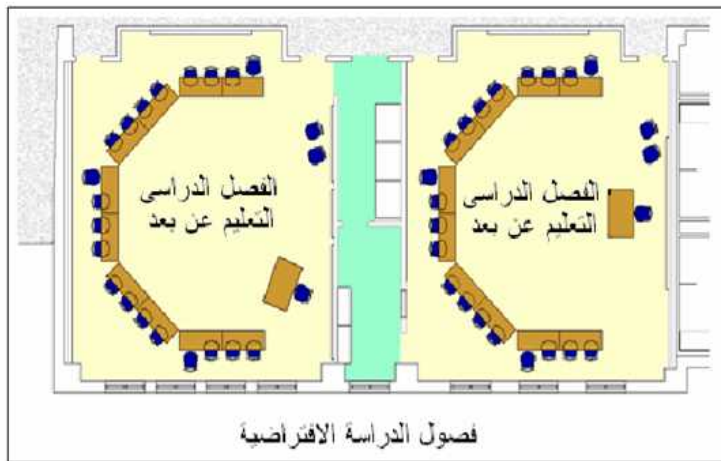 الفصل الدراسى
التعليم عن بعد
الفصل الدراسى
التعليم عن بعد
فصول الدراسة الافتراضية